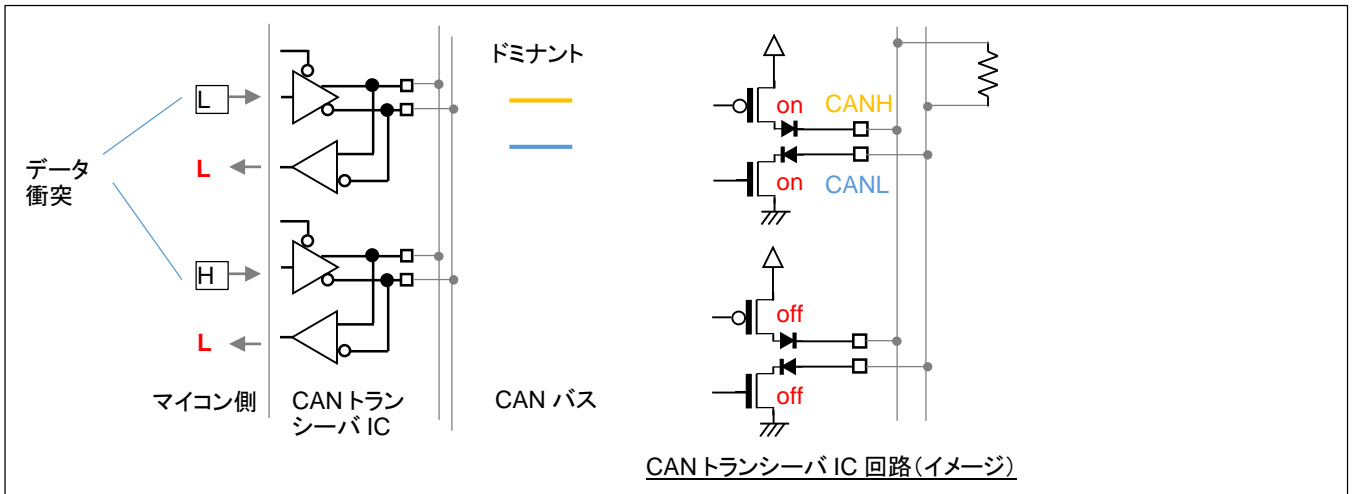 ドミナント
L
on CANH
データ
衝突
L
on CANL
H
off
L
off
マイコン側
CAN トラン
シーバ IC
CAN バス
CAN トランシーバ IC 回路(イメージ)